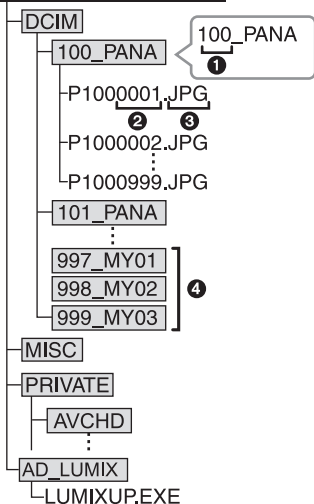 DCIM
100_PANA
100_PANA
❶
P1000001.JPG
❷ ❸
P1000002.JPG
P1000999.JPG
101_PANA
997_MY01
998_MY02
❹
999_MY03
MISC
PRIVATE
AVCHD
AD_LUMIX
LUMIXUP.EXE